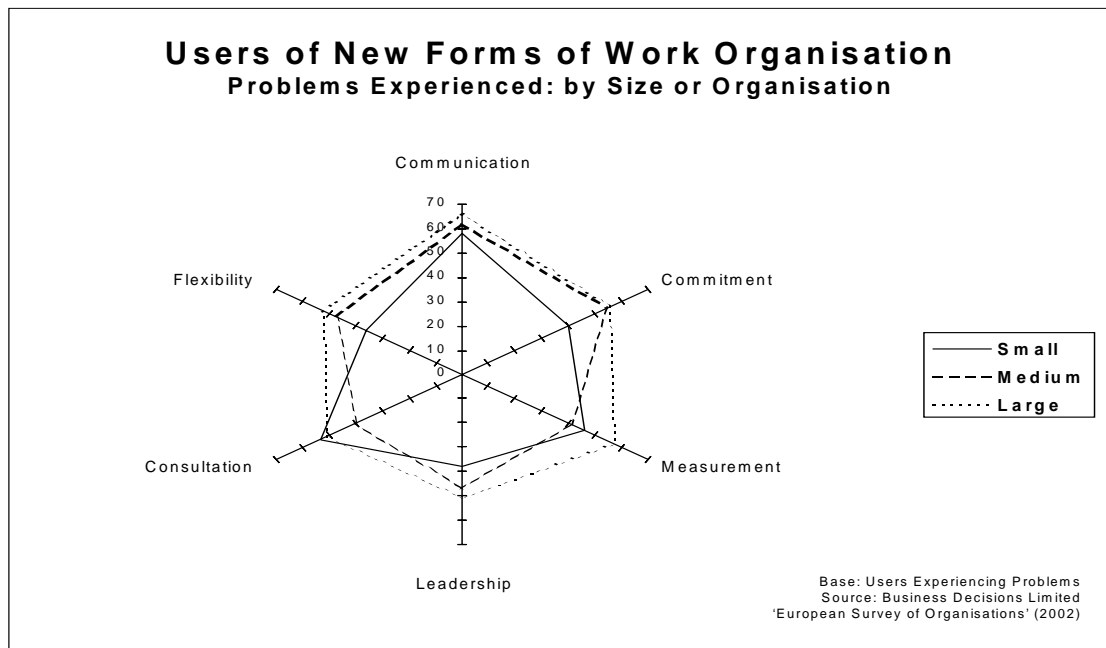 Users of New Forms of Work Organisation
Problems Experienced: by Size or Organisation
Communication
70
60
50
40
30
20
10
0
Flexibility
Commitment
Consultation
Measurement
Leadership
Small
Medium
Large
Base: Users Experiencing Problems
Source: Business Decisions Limited
‘European Survey of Organisations’ (2002)